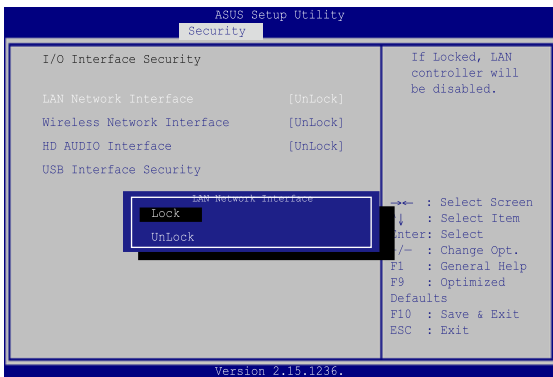 ASUS Setup Utility
Security
I/O Interface Security
LAN Network Interface [UnLock]
Wireless Network Interface [UnLock]
HD AUDIO Interface [UnLock]
USB Interface Security
LAN Network Interface
Lock
UnLock
If Locked, LAN
controller will
be disabled.
→← : Select Screen
↓ : Select Item
Enter: Select
/— : Change Opt.
F1 : General Help
F9 : Optimized
Defaults
F10 : Save & Exit
ESC : Exit
Version 2.15.1236.